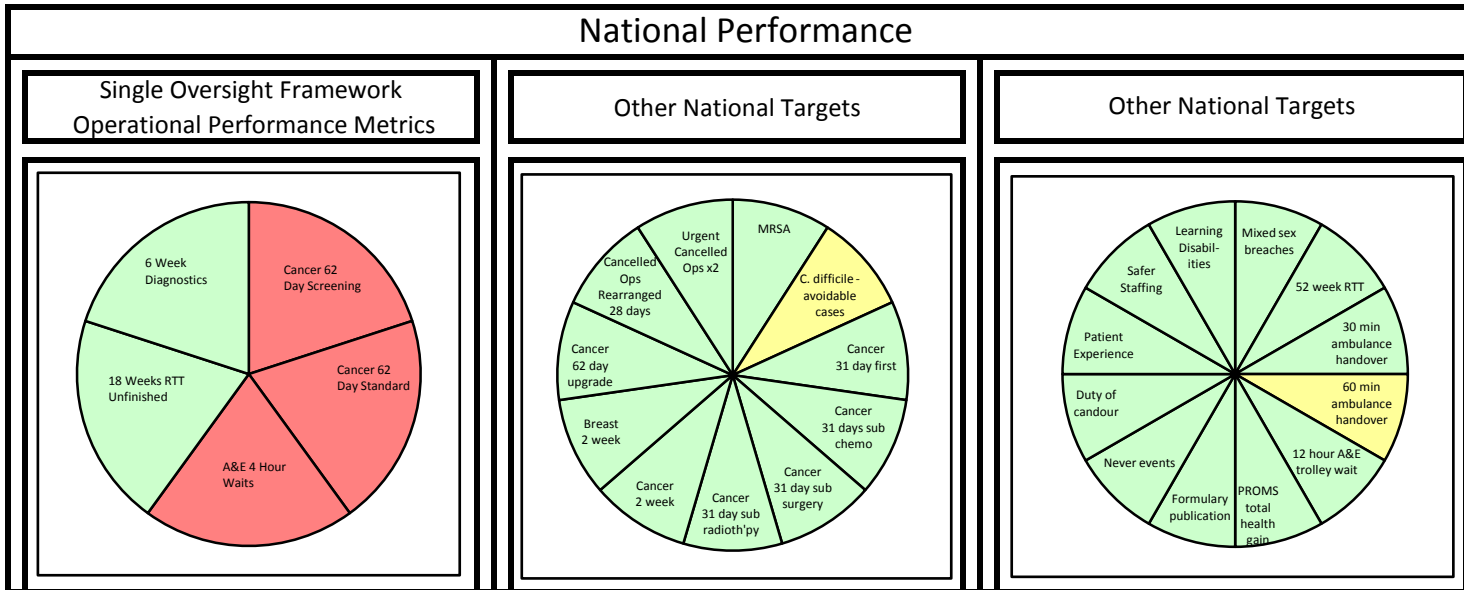 National Performance
Single Oversight Framework
Operational Performance Metrics
Other National Targets
Other National Targets
6 Week
Diagnostics
Cancer 62
Day Screening
18 Weeks RTT
Unfinished
Cancer 62
Day Standard
A&E 4 Hour
Waits
Urgent
Cancelled
Ops x2
MRSA
Cancelled
Ops
Rearranged
28 days
C. difficile -
avoidable
cases
Cancer
62 day
upgrade
Cancer
31 day first
Breast
2 week
Cancer
31 days sub
chemo
Cancer
2 week
Cancer
31 day sub
radioth'py
Cancer
31 day sub
surgery
Learning
Disabil-
ities
Mixed sex
breaches
Safer
Staffing
52 week RTT
Patient
Experience
30 min
ambulance
handover
Duty of
candour
60 min
ambulance
handover
Never events
12 hour A&E
trolley wait
Formulary
publication
PROMS
total
health
gain